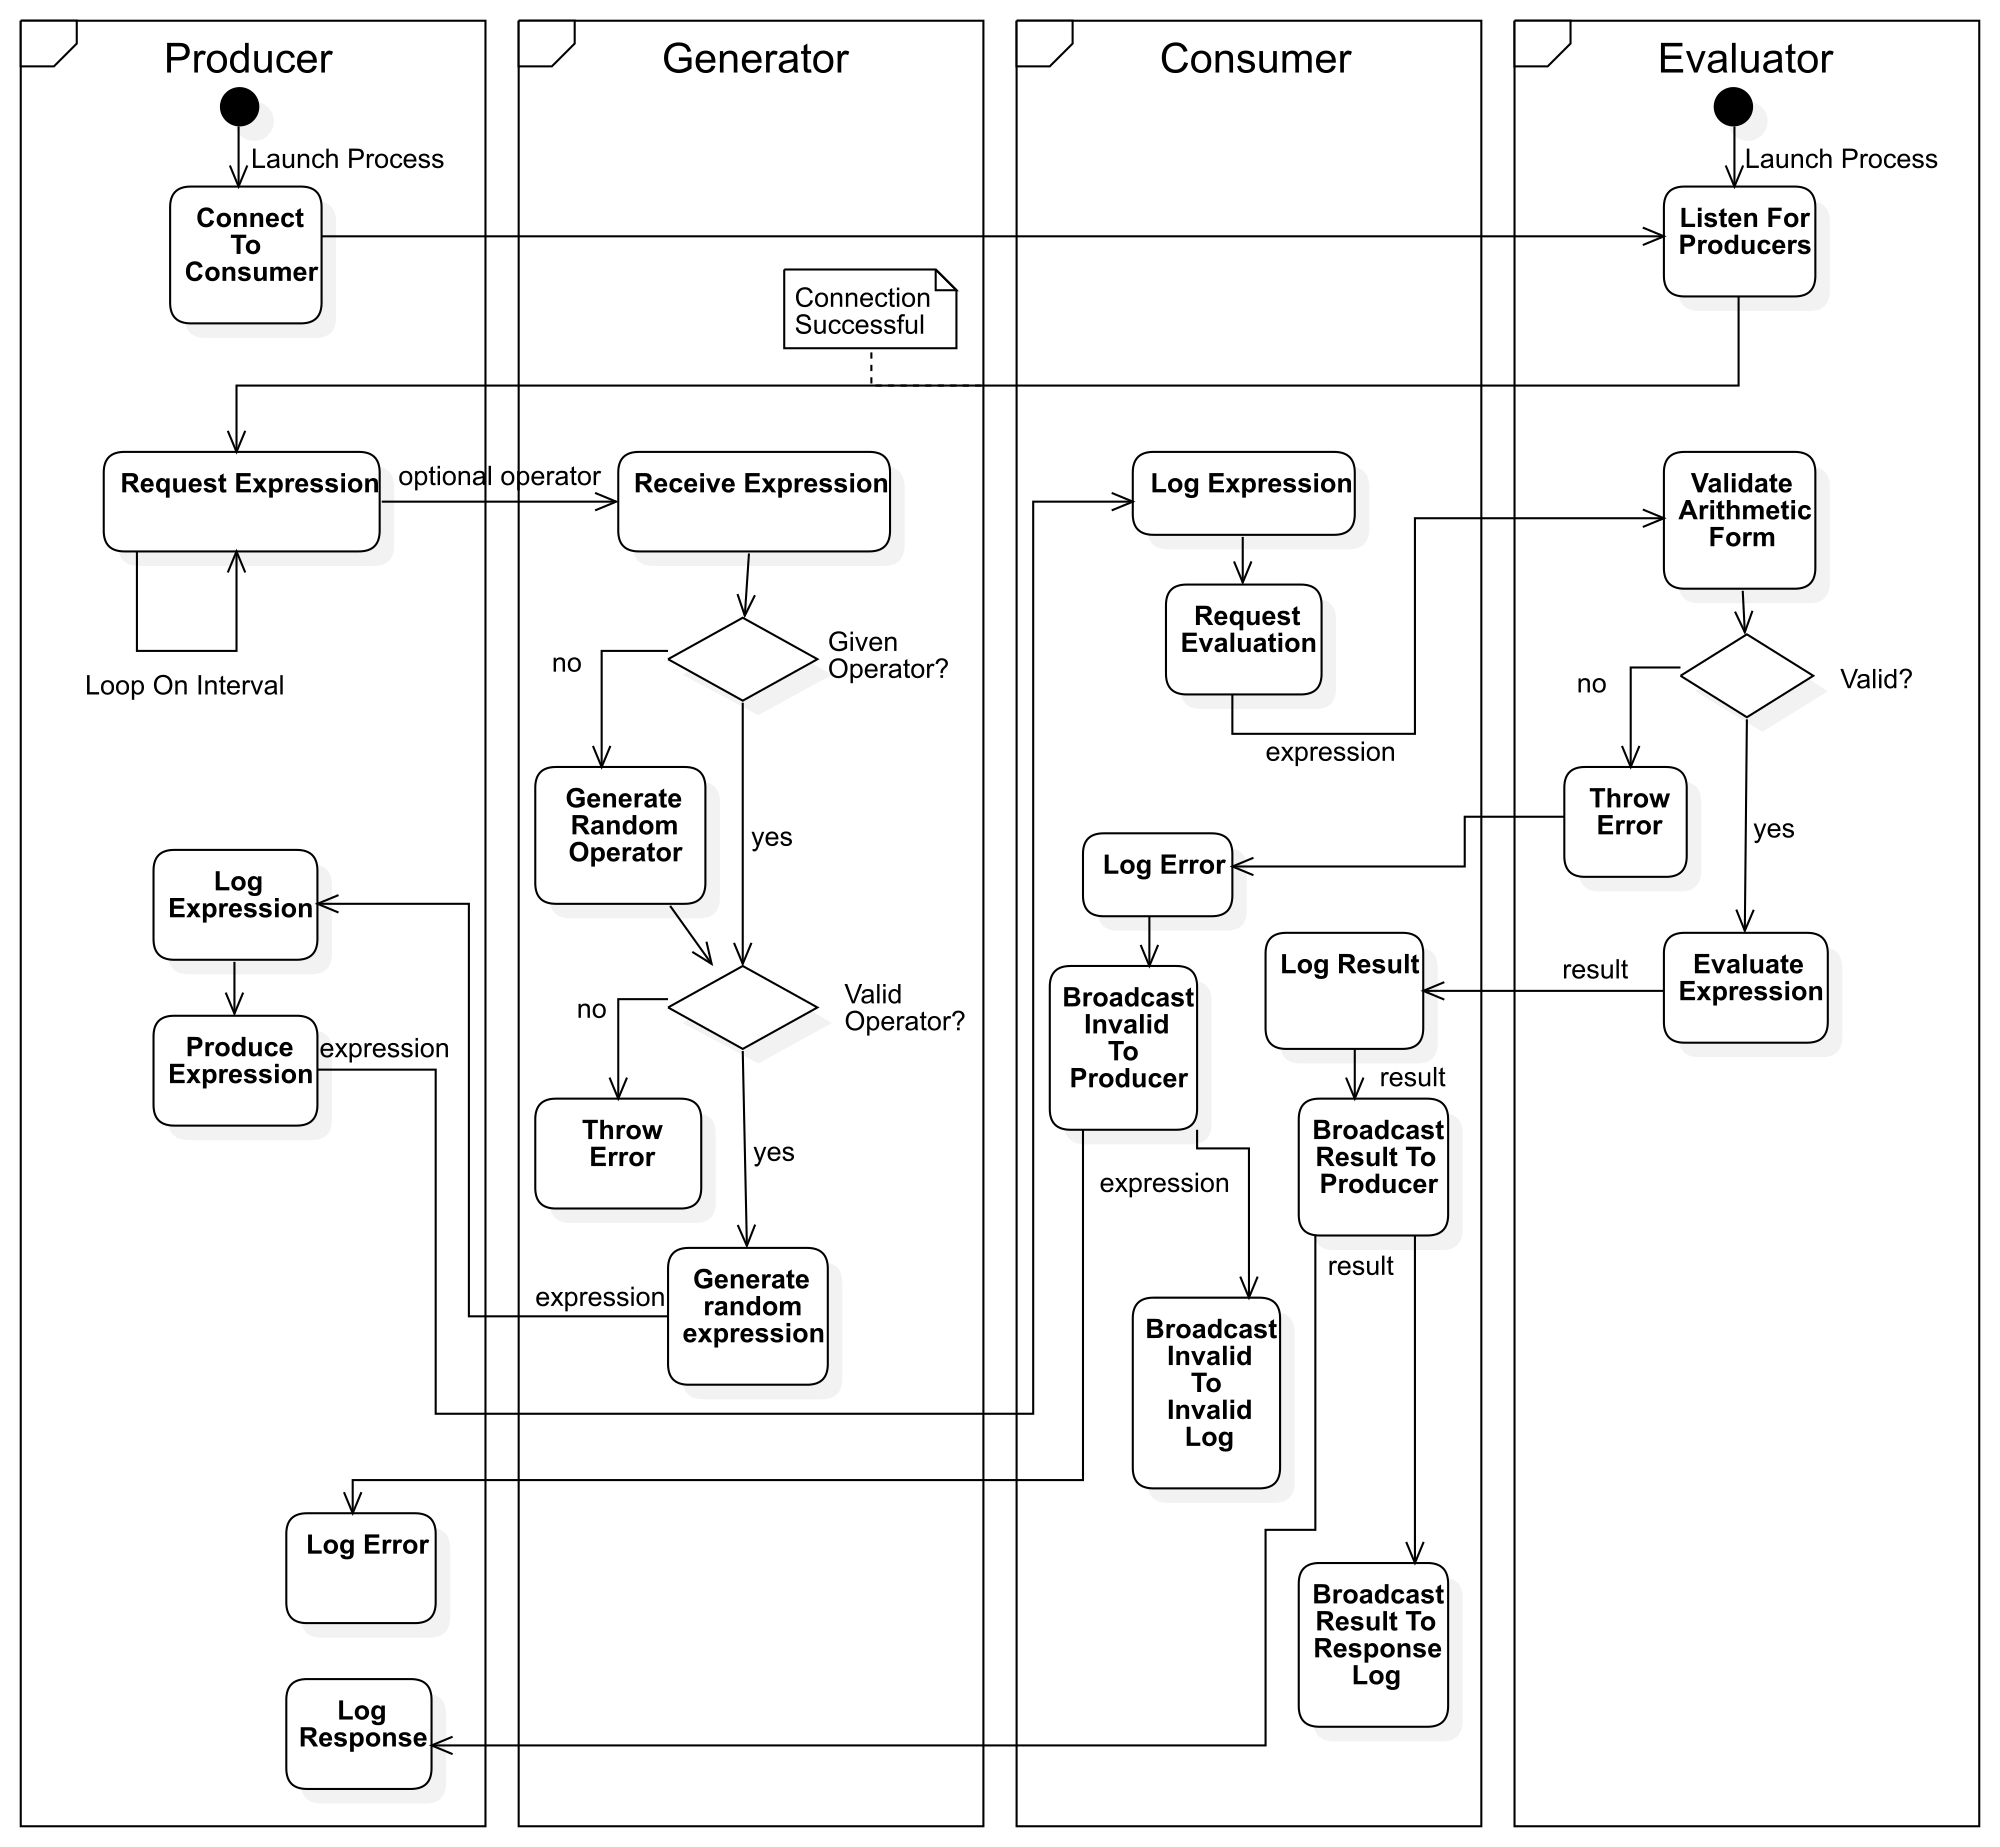 Producer
Generator
Consumer
Evaluator
Launch Process
Launch Process
Connect
To
Consumer
Listen For
Producers
Connection
Successful
Request Expression
optional operator
Receive Expression
Log Expression
Validate
Arithmetic
Form
Loop On Interval
Given
Operator?
no
yes
Request
Evaluation
expression
Valid?
no
yes
Generate
Random
Operator
Throw
Error
Log
Expression
Log Error
Log Result
result
Evaluate
Expression
Produce
Expression
expression
Valid
Operator?
no
yes
Broadcast
Invalid
To
Producer
result
Throw
Error
Broadcast
Result To
Producer
expression
result
Generate
random
expression
expression
Broadcast
Invalid
To
Invalid
Log
Log Error
Broadcast
Result To
Response
Log
Log
Response